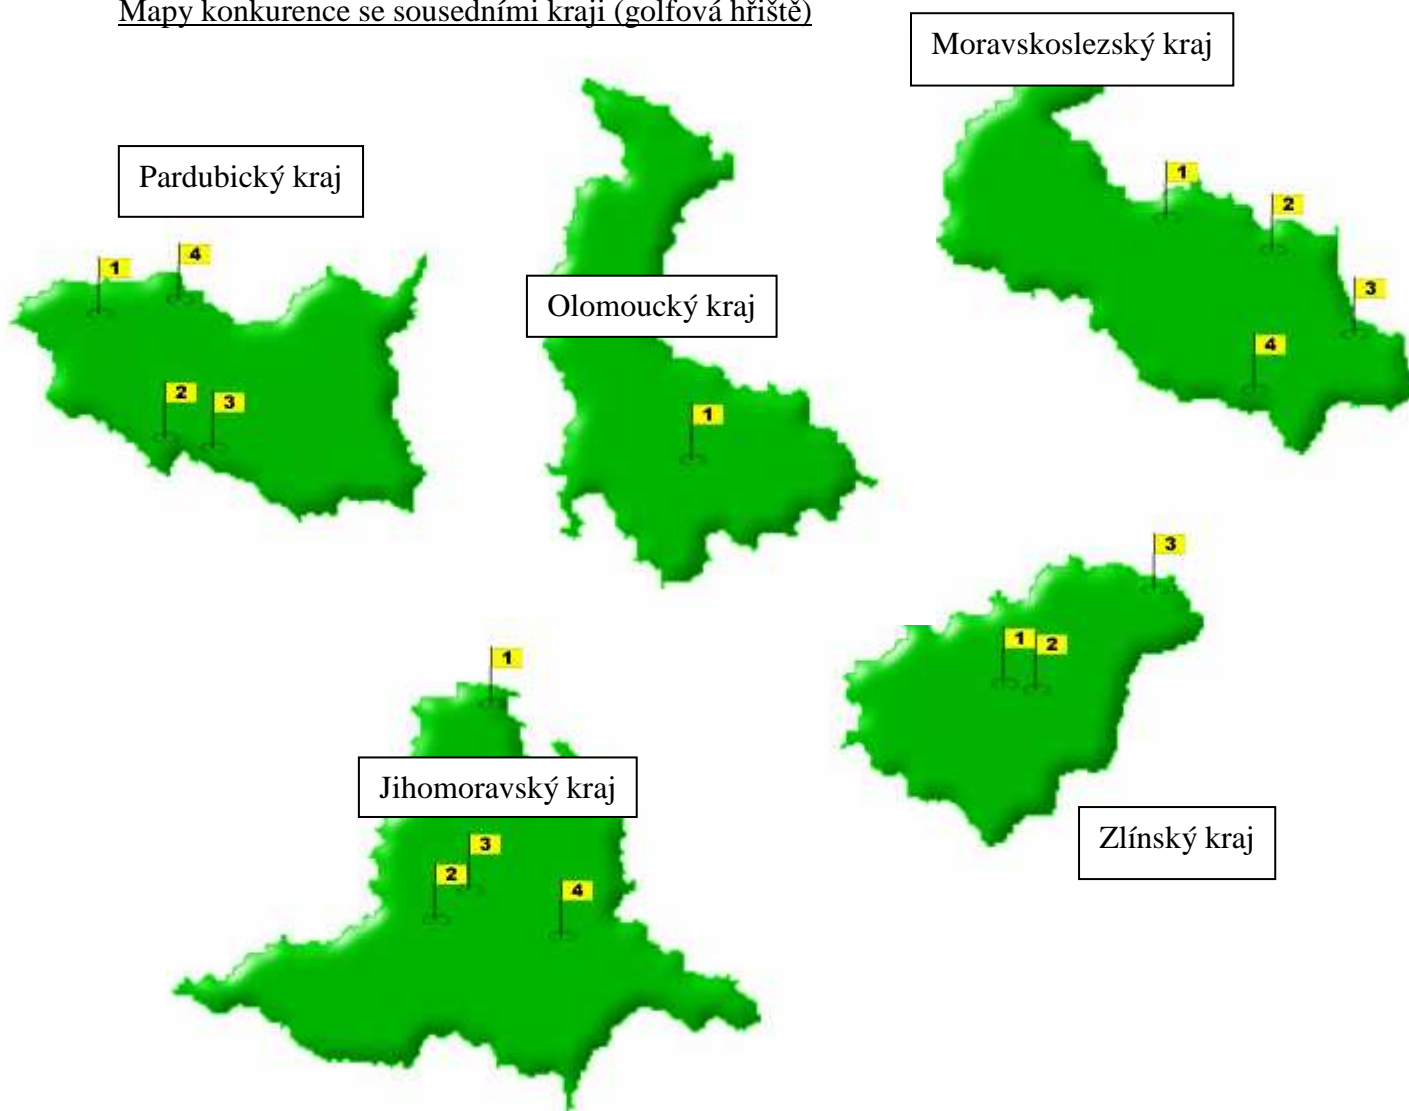 Mapy konkurence se sousedními kraji (golfová hřiště)
Moravskoslezský kraj
1
2
3
4
Pardubický kraj
1
4
2
3
Olomoucký kraj
1
Zlínský kraj
3
1
2
Jihomoravský kraj
1
3
2
4